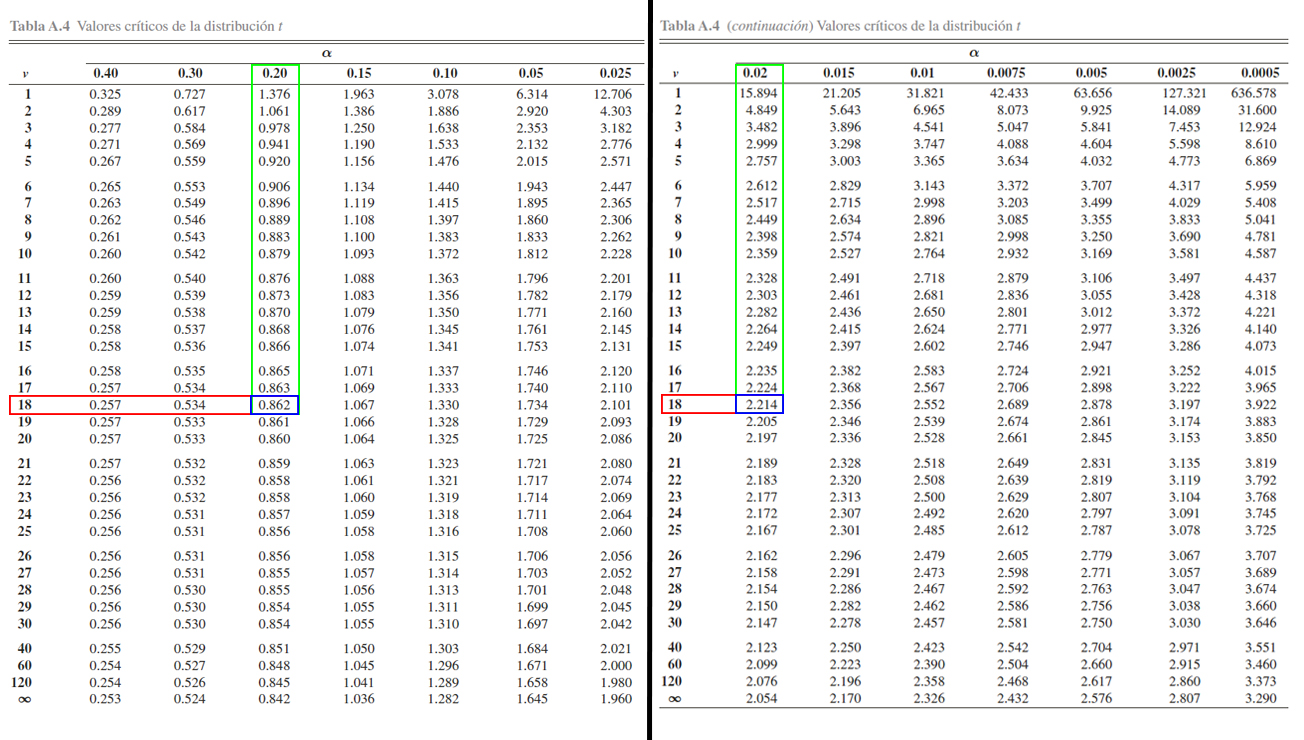 Tabla A.4 Valores críticos de la distribución t
α
v 0.40 0.30 0.20 0.15 0.10 0.05 0.025
1 0.325 0.727 1.376 1.963 3.078 6.314 12.706
2 0.289 0.617 1.061 1.386 1.886 2.920 4.303
3 0.277 0.584 0.978 1.250 1.638 2.353 3.182
4 0.271 0.569 0.941 1.190 1.533 2.132 2.776
5 0.267 0.559 0.920 1.156 1.476 2.015 2.571
6 0.265 0.553 0.906 1.134 1.440 1.943 2.447
7 0.263 0.549 0.896 1.119 1.415 1.895 2.365
8 0.262 0.546 0.889 1.108 1.397 1.860 2.306
9 0.261 0.543 0.883 1.100 1.383 1.833 2.262
10 0.260 0.542 0.879 1.093 1.372 1.812 2.228
11 0.260 0.540 0.876 1.088 1.363 1.796 2.201
12 0.259 0.539 0.873 1.083 1.356 1.782 2.179
13 0.259 0.538 0.870 1.079 1.350 1.771 2.160
14 0.258 0.537 0.868 1.076 1.345 1.761 2.145
15 0.258 0.536 0.866 1.074 1.341 1.753 2.131
16 0.258 0.535 0.865 1.071 1.337 1.746 2.120
17 0.257 0.534 0.863 1.069 1.333 1.740 2.110
18 0.257 0.534 0.862 1.067 1.330 1.734 2.101
19 0.257 0.533 0.861 1.066 1.328 1.729 2.093
20 0.257 0.533 0.860 1.064 1.325 1.725 2.086
21 0.257 0.532 0.859 1.063 1.323 1.721 2.080
22 0.256 0.532 0.858 1.061 1.321 1.717 2.074
23 0.256 0.532 0.858 1.060 1.319 1.714 2.069
24 0.256 0.531 0.857 1.059 1.318 1.711 2.064
25 0.256 0.531 0.856 1.058 1.316 1.708 2.060
26 0.256 0.531 0.856 1.058 1.315 1.706 2.056
27 0.256 0.531 0.855 1.057 1.314 1.703 2.052
28 0.256 0.530 0.855 1.056 1.313 1.701 2.048
29 0.256 0.530 0.854 1.055 1.311 1.699 2.045
30 0.256 0.530 0.854 1.055 1.310 1.697 2.042
40 0.255 0.529 0.851 1.050 1.303 1.684 2.021
60 0.254 0.527 0.848 1.045 1.296 1.671 2.000
120 0.254 0.526 0.845 1.041 1.289 1.658 1.980
∞ 0.253 0.524 0.842 1.036 1.282 1.645 1.960
Tabla A.4 (continuación) Valores críticos de la distribución t
α
v 0.02 0.015 0.01 0.0075 0.005 0.0025 0.0005
1 15.894 21.205 31.821 42.433 63.656 127.321 636.578
2 4.849 5.643 6.965 8.073 9.925 14.089 31.600
3 3.482 3.896 4.541 5.047 5.841 7.453 12.924
4 2.999 3.298 3.747 4.088 4.604 5.598 8.610
5 2.757 3.003 3.365 3.634 4.032 4.773 6.869
6 2.612 2.829 3.143 3.372 3.707 4.317 5.959
7 2.517 2.715 2.998 3.203 3.499 4.029 5.408
8 2.449 2.634 2.896 3.085 3.355 3.833 5.041
9 2.398 2.574 2.821 2.998 3.250 3.690 4.781
10 2.359 2.527 2.764 2.932 3.169 3.581 4.587
11 2.328 2.491 2.718 2.879 3.106 3.497 4.437
12 2.303 2.461 2.681 2.836 3.055 3.428 4.318
13 2.282 2.436 2.650 2.801 3.012 3.372 4.221
14 2.264 2.415 2.624 2.771 2.977 3.326 4.140
15 2.249 2.397 2.602 2.746 2.947 3.286 4.073
16 2.235 2.382 2.583 2.724 2.921 3.252 4.015
17 2.224 2.368 2.567 2.706 2.898 3.222 3.965
18 2.214 2.356 2.552 2.689 2.878 3.197 3.922
19 2.205 2.346 2.539 2.674 2.861 3.174 3.883
20 2.197 2.336 2.528 2.661 2.845 3.153 3.850
21 2.189 2.328 2.518 2.649 2.831 3.135 3.819
22 2.183 2.320 2.508 2.639 2.819 3.119 3.792
23 2.177 2.313 2.500 2.629 2.807 3.104 3.768
24 2.172 2.307 2.492 2.620 2.797 3.091 3.745
25 2.167 2.301 2.485 2.612 2.787 3.078 3.725
26 2.162 2.296 2.479 2.605 2.779 3.067 3.707
27 2.158 2.291 2.473 2.598 2.771 3.057 3.689
28 2.154 2.286 2.467 2.592 2.763 3.047 3.674
29 2.150 2.282 2.462 2.586 2.756 3.038 3.660
30 2.147 2.278 2.457 2.581 2.750 3.030 3.646
40 2.123 2.250 2.423 2.542 2.704 2.971 3.551
60 2.099 2.223 2.390 2.504 2.660 2.915 3.460
120 2.076 2.196 2.358 2.468 2.617 2.860 3.373
∞ 2.054 2.170 2.326 2.432 2.576 2.807 3.290